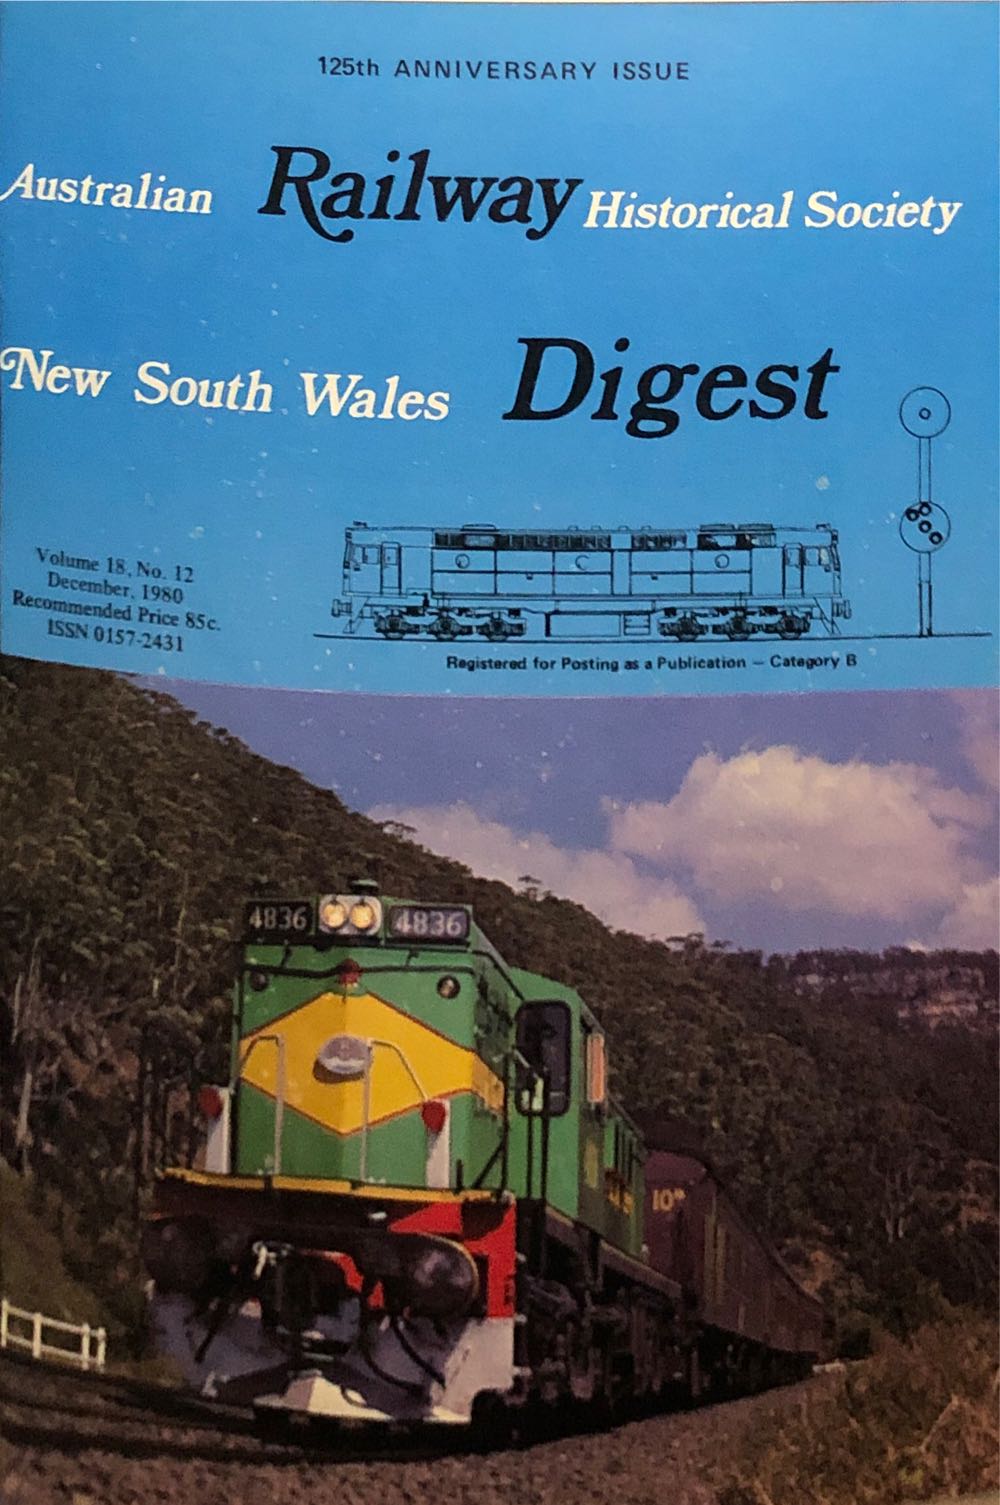 125th ANNIVERSARY ISSUE
Australian Railway Historical Society
New South Wales Digest
Volume 18, No. 12
December, 1980
Recommended Price 85c.
ISSN 0157-2431
Registered for Posting as a Publication — Category B
4836 4836
10